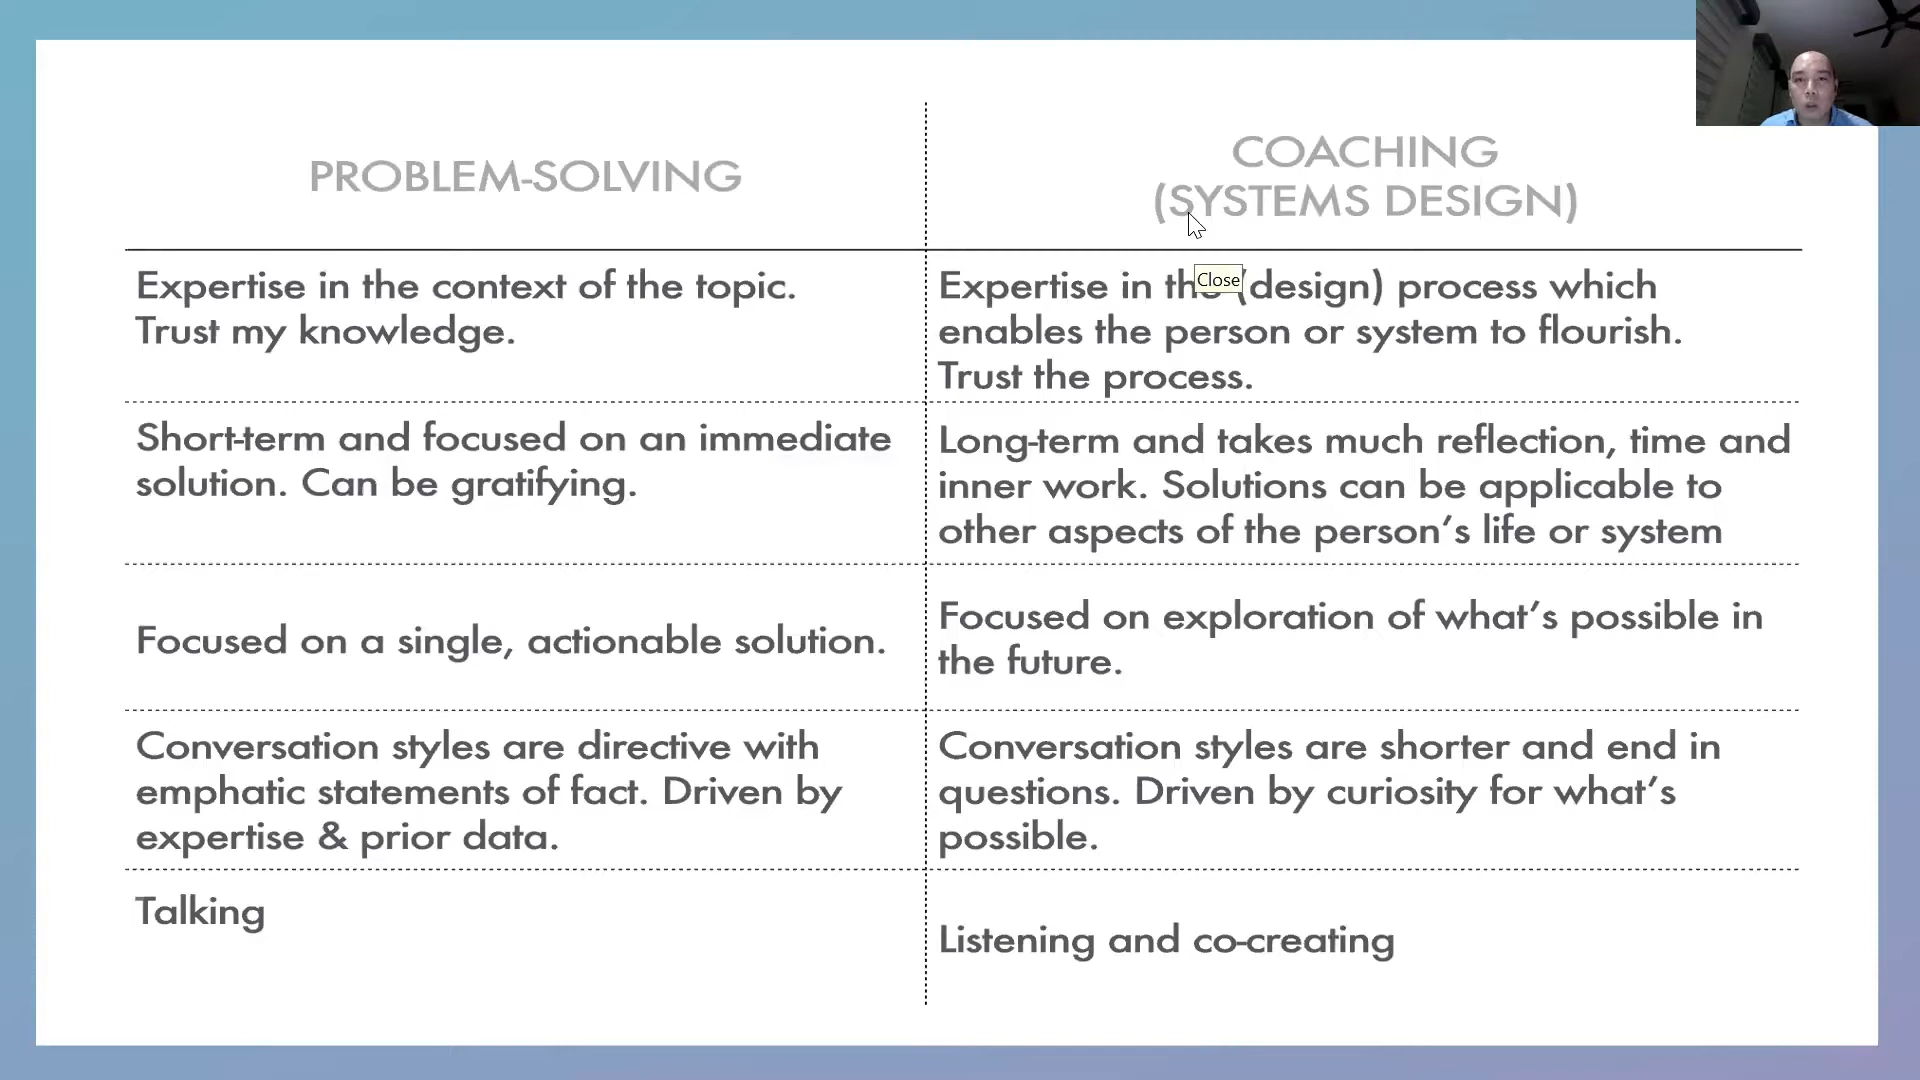 PROBLEM-SOLVING
COACHING
(SYSTEMS DESIGN)
Expertise in the context of the topic.
Trust my knowledge.
Expertise in the (design) process which
enables the person or system to flourish.
Trust the process.
Close
Short-term and focused on an immediate
solution. Can be gratifying.
Long-term and takes much reflection, time and
inner work. Solutions can be applicable to
other aspects of the person's life or system
Focused on a single, actionable solution.
Focused on exploration of what's possible in
the future.
Conversation styles are directive with
emphatic statements of fact. Driven by
expertise & prior data.
Conversation styles are shorter and end in
questions. Driven by curiosity for what's
possible.
Talking
Listening and co-creating